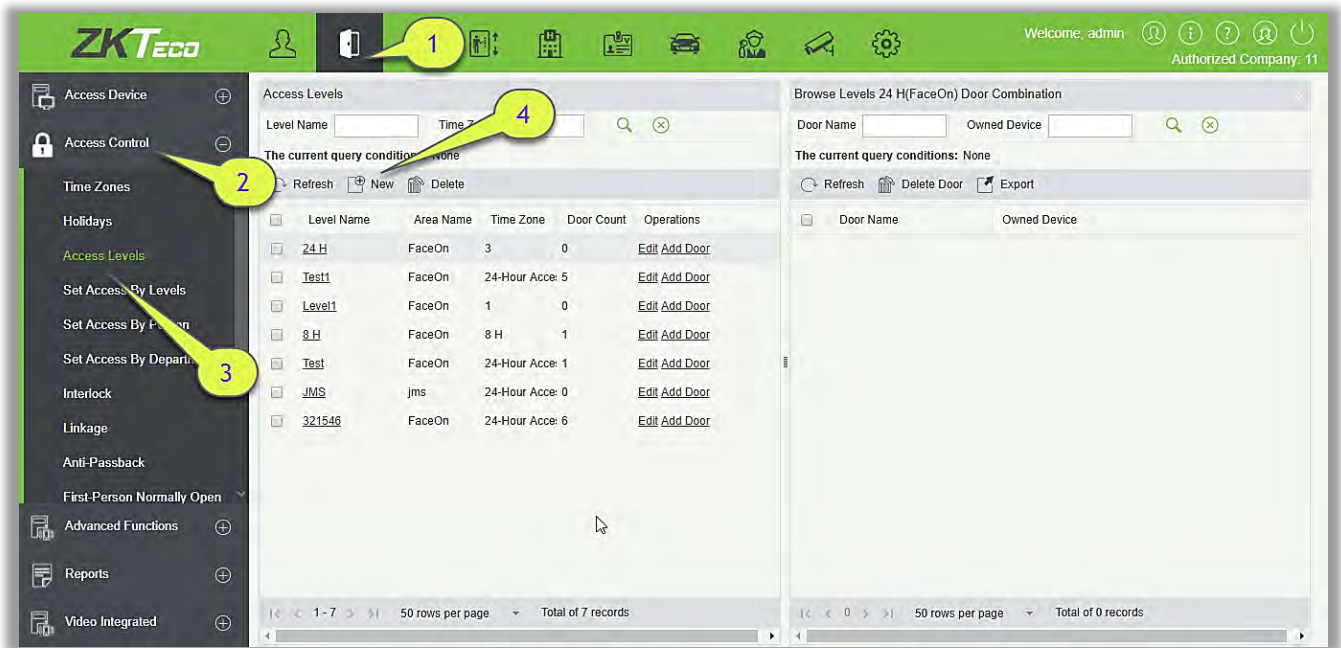 ZKTeco
1
Welcome, admin
Authorized Company: 11
Access Device
Access Control
2
Time Zones
Holidays
Access Levels
Set Access By Levels
Set Access By
Set Access By
3
Interlock
Linkage
Anti-Passback
First-Person Normally Open
Advanced Functions
Reports
Video Integrated
Access Levels
Level Name
4
The current query conditions: None
Refresh New Delete
Level Name Area Name Time Zone Door Count Operations
24 H FaceOn 3 0 Edit Add Door
Test1 FaceOn 24-Hour Acce: 5 Edit Add Door
Level1 FaceOn 1 0 Edit Add Door
8 H FaceOn 8 H 1 Edit Add Door
Test FaceOn 24-Hour Acce: 1 Edit Add Door
JMS jms 24-Hour Acce: 0 Edit Add Door
321546 FaceOn 24-Hour Acce: 6 Edit Add Door
1 - 7 50 rows per page Total of 7 records
Browse Levels 24 H(FaceOn) Door Combination
Door Name Owned Device
The current query conditions: None
Refresh Delete Door Export
Door Name Owned Device
0 50 rows per page Total of 0 records